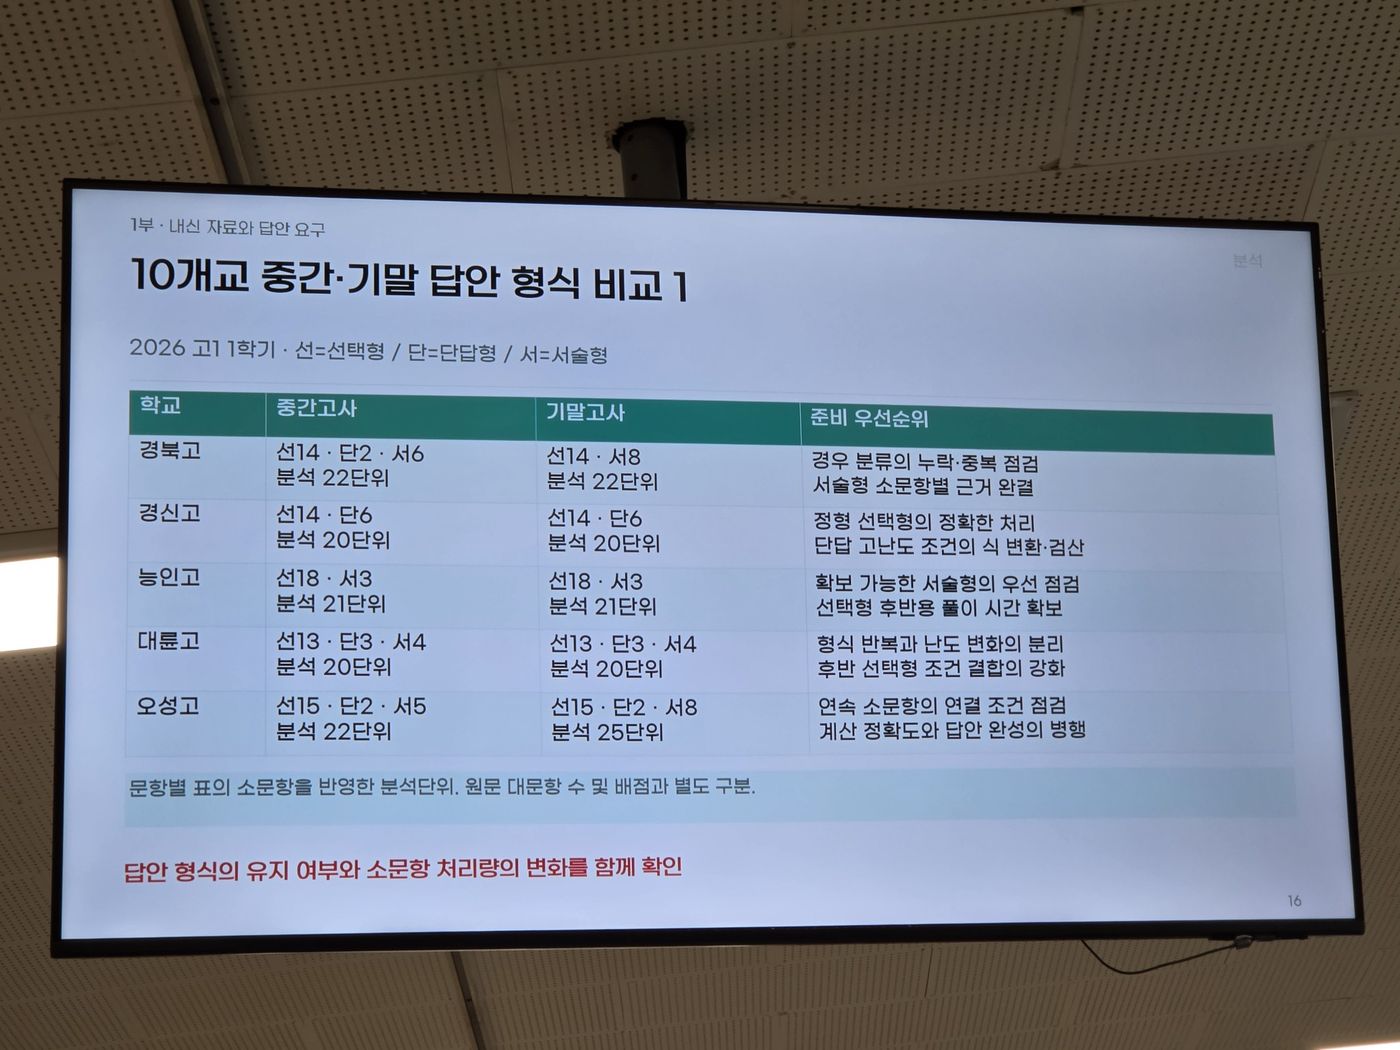 1부 · 내신 자료와 답안 요구
분석
10개교 중간·기말 답안 형식 비교 1
2026 고1 1학기 · 선=선택형 / 단=단답형 / 서=서술형
학교 중간고사 기말고사 준비 우선순위
경북고 선14 · 단2 · 서6 선14 · 서8 경우 분류의 누락·중복 점검
분석 22단위 분석 22단위 서술형 소문항별 근거 완결
경신고 선14 · 단6 선14 · 단6 정형 선택형의 정확한 처리
분석 20단위 분석 20단위 단답 고난도 조건의 식 변환·검산
능인고 선18 · 서3 선18 · 서3 확보 가능한 서술형의 우선 점검
분석 21단위 분석 21단위 선택형 후반용 풀이 시간 확보
대륜고 선13 · 단3 · 서4 선13 · 단3 · 서4 형식 반복과 난도 변화의 분리
분석 20단위 분석 20단위 후반 선택형 조건 결합의 강화
오성고 선15 · 단2 · 서5 선15 · 단2 · 서8 연속 소문항의 연결 조건 점검
분석 22단위 분석 25단위 계산 정확도와 답안 완성의 병행
문항별 표의 소문항을 반영한 분석단위. 원문 대문항 수 및 배점과 별도 구분.
답안 형식의 유지 여부와 소문항 처리량의 변화를 함께 확인
16